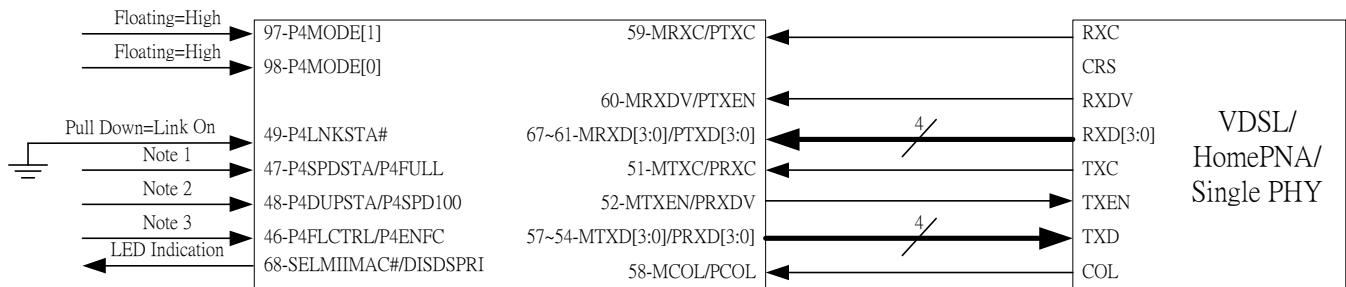 Floating=High
97-P4MODE[1]
59-MRXC/PTXC
RXC
Floating=High
98-P4MODE[0]
CRS
60-MRXDV/PTXEN
RXDV
Pull Down=Link On
49-P4LNKSTA#
67~61-MRXD[3:0]/PTXD[3:0]
4
RXD[3:0]
Note 1
47-P4SPDSTA/P4FULL
51-MTXC/PRXC
TXC
Note 2
48-P4DUPSTA/P4SPD100
52-MTXEN/PRXDV
TXEN
Note 3
46-P4FLCTRL/P4ENFC
57~54-MTXD[3:0]/PRXD[3:0]
4
TXD
LED Indication
68-SELMIIMAC#/DISDSPRI
58-MCOL/PCOL
COL
VDSL/
HomePNA/
Single PHY